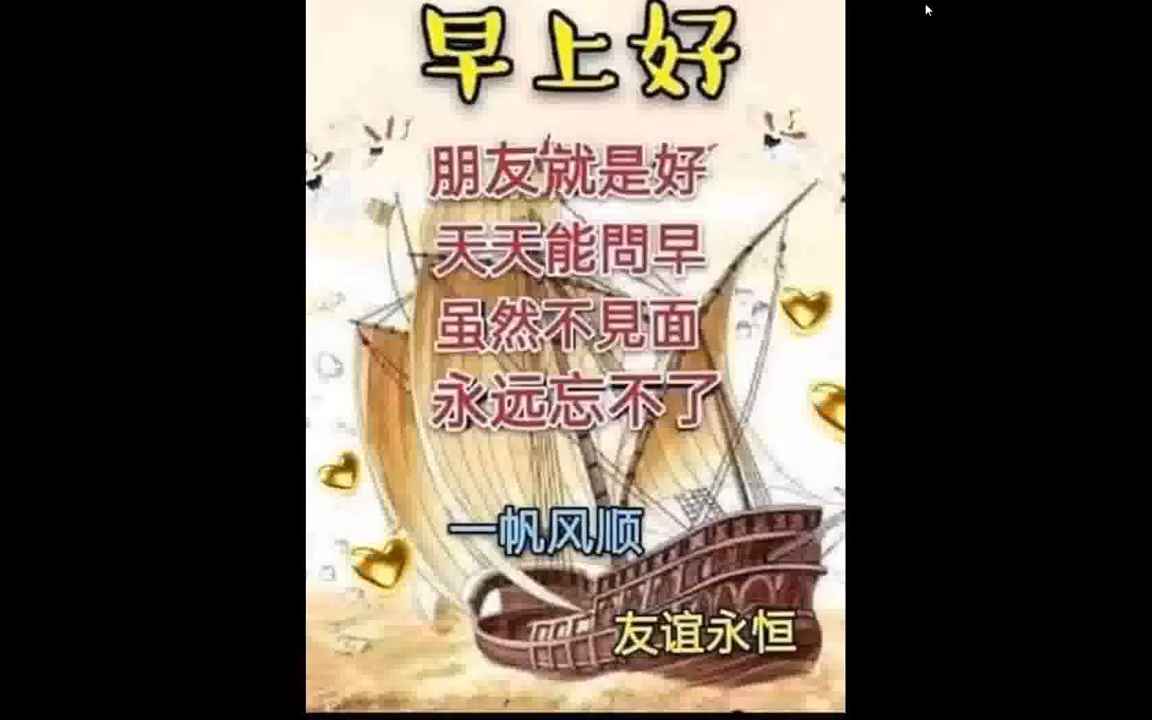 早上好
朋友就是好
天天能問早
虽然不見面
永远忘不了
一帆风顺
友谊永恒